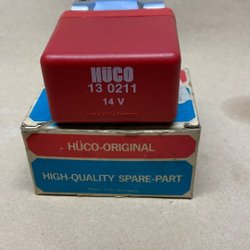 HÜCO
13 0211
14 V
HÜCO-ORIGINAL
HIGH-QUALITY SPARE-PART